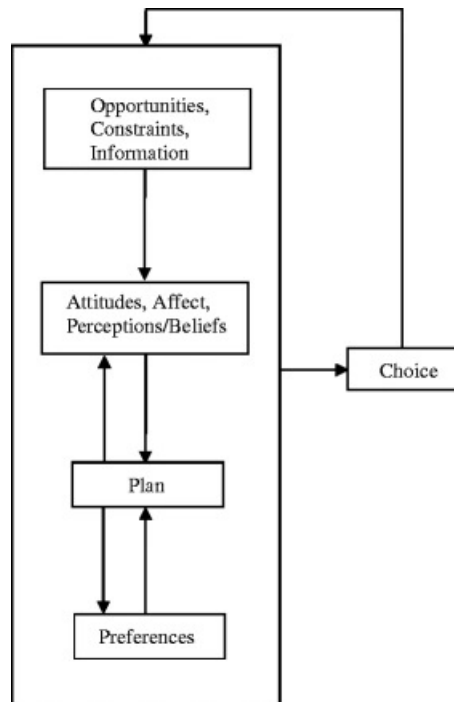 Opportunities,
Constraints,
Information
Attitudes, Affect,
Perceptions/Beliefs
Choice
Plan
Preferences